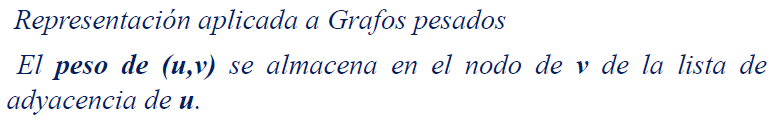 Representación aplicada a Grafos pesados
El peso de (u,v) se almacena en el nodo de v de la lista de
adyacencia de u.